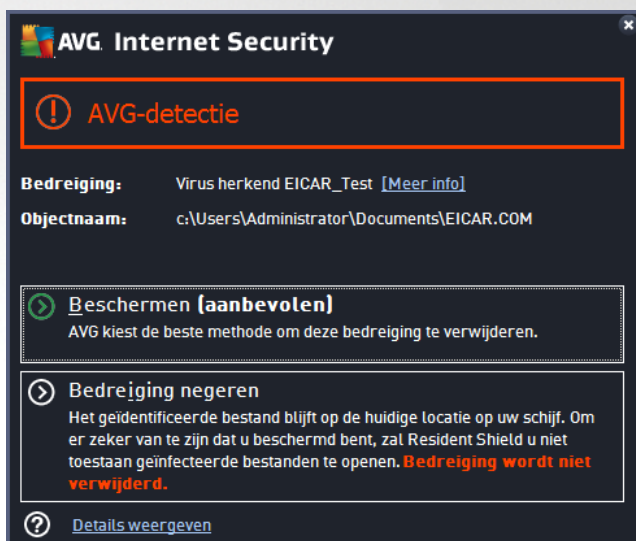 AVG. Internet Security
AVG-detectie
Bedreiging: Virus herkend EICAR_Test [Meer info]
Objectnaam: c:\Users\Administrator\Documents\EICAR.COM
Beschermen (aanbevolen)
AVG kiest de beste methode om deze bedreiging te verwijderen.
Bedreiging negeren
Het geïdentificeerde bestand blijft op de huidige locatie op uw schijf. Om
er zeker van te zijn dat u beschermd bent, zal Resident Shield u niet
toestaan geïnfecteerde bestanden te openen. Bedreiging wordt niet
verwijderd.
Details weergeven